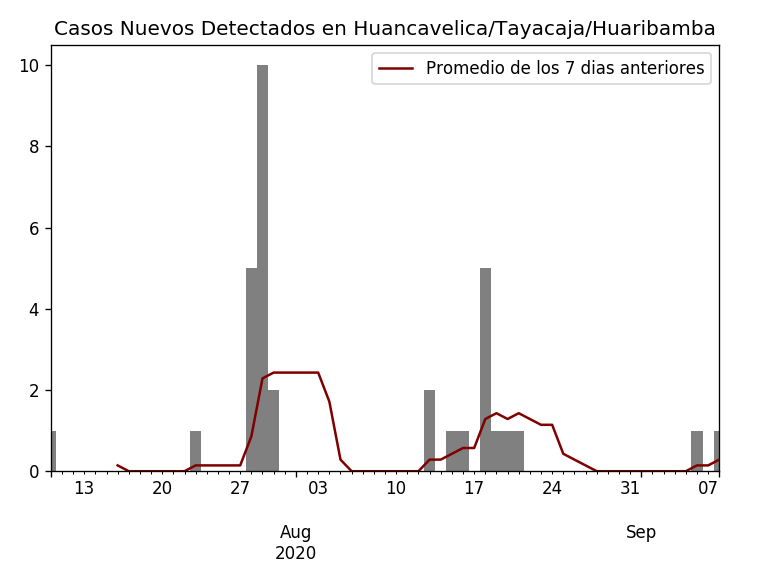 Casos Nuevos Detectados en Huancavelica/Tayacaja/Huaribamba
Promedio de los 7 dias anteriores
10
8
6
4
2
0
13 20 27 03 10 17 24 31 07
Aug Sep
2020